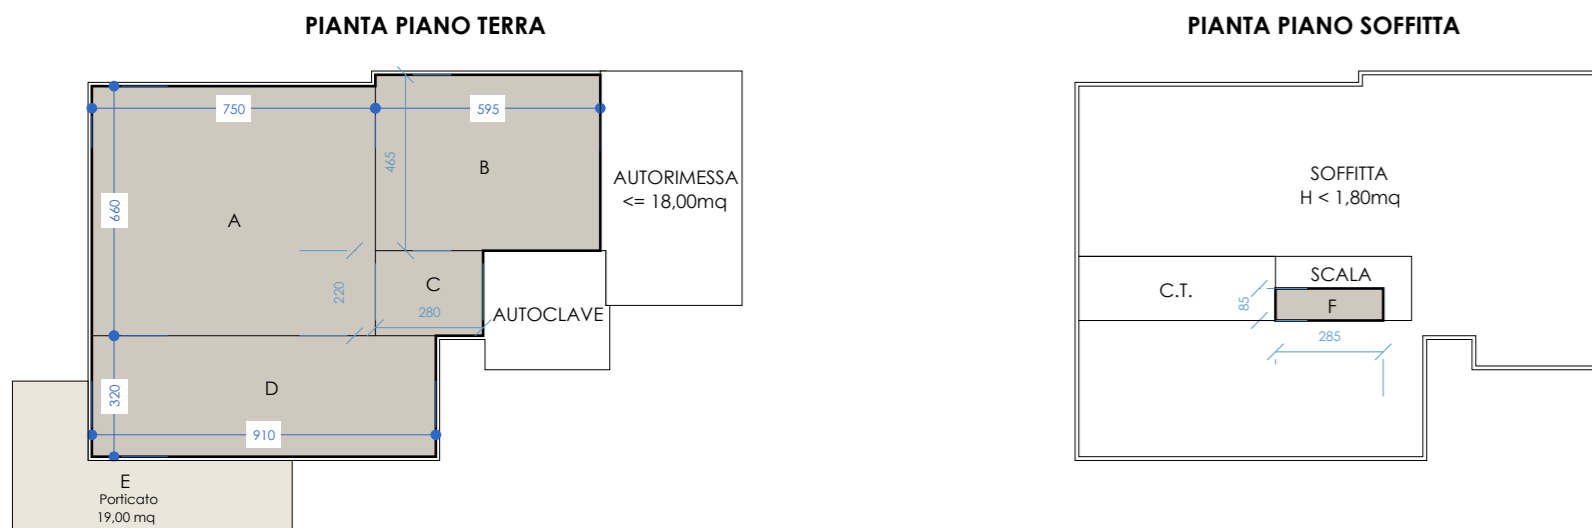 PIANTA PIANO TERRA
750
595
465
B
AUTORIMESSA
<= 18,00mq
660
A
220
C
280
AUTOCLAVE
D
320
910
E
Porticato
19,00 mq
PIANTA PIANO SOFFITTA
SOFFITTA
H < 1,80mq
C.T.
SCALA
85
F
285